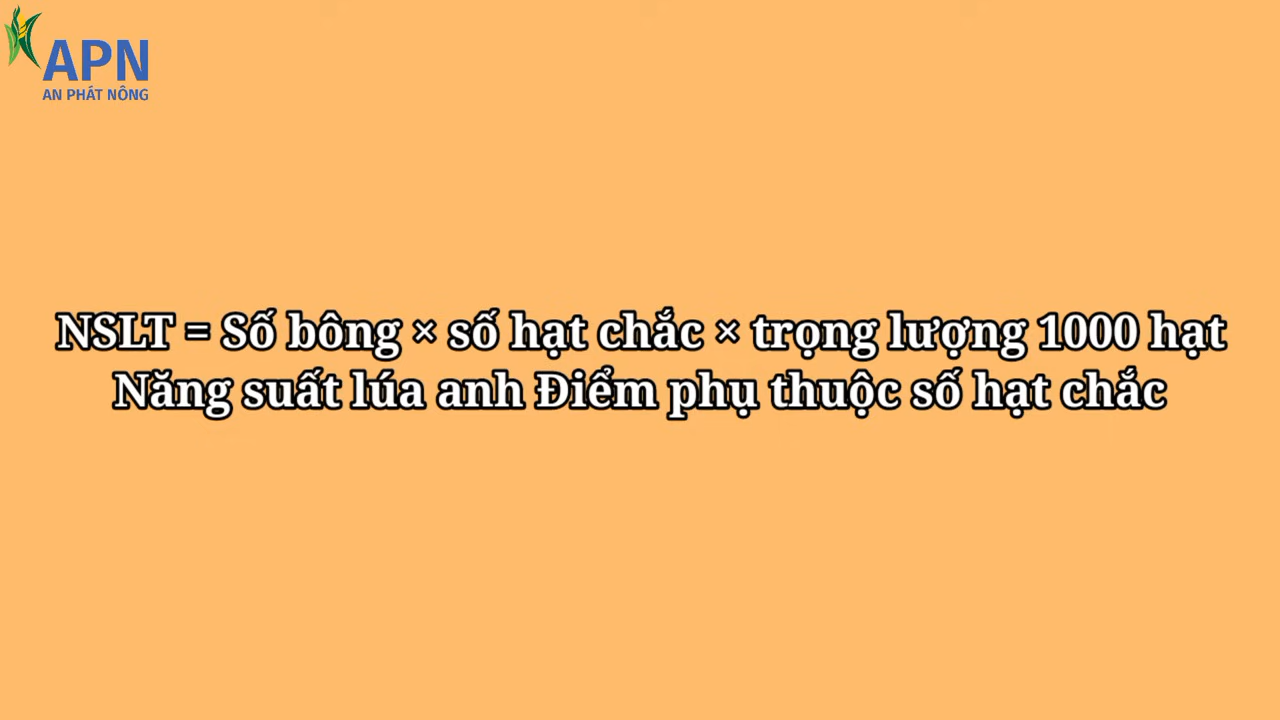 APN
AN PHÁT NÔNG
NSLT = Số bông × số hạt chắc × trọng lượng 1000 hạt
Năng suất lúa anh Điểm phụ thuộc số hạt chắc